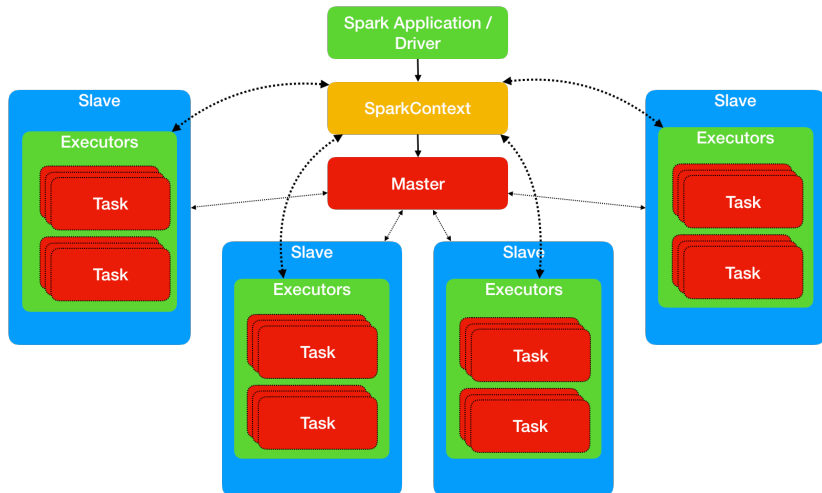 Spark Application /
Driver
SparkContext
Master
Slave
Executors
Task
Task
Slave
Executors
Task
Task
Slave
Executors
Task
Task
Slave
Executors
Task
Task